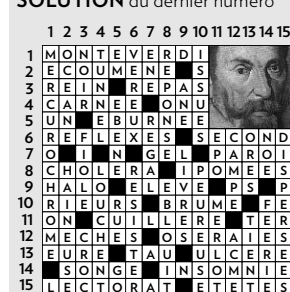 SOLUTION du dernier numéro
1 2 3 4 5 6 7 8 9 10 11 12 13 14 15
1 MONTEVERDI
2 ECOUMENE S
3 REIN REPAS
4 CARNEE ONU
5 UN EBURNEE
6 REFLEXES SECOND
7 O I N GEL PAROI
8 CHOLERA IPOMEES
9 HALO ELEVE PS P
10 RIEURS BRUME FE
11 ON CUILLERE TER
12 MECHES OSERAIES
13 EURE TAU ULCERE
14 SONGE INSOMNIE
15 LECTORAT ETETES